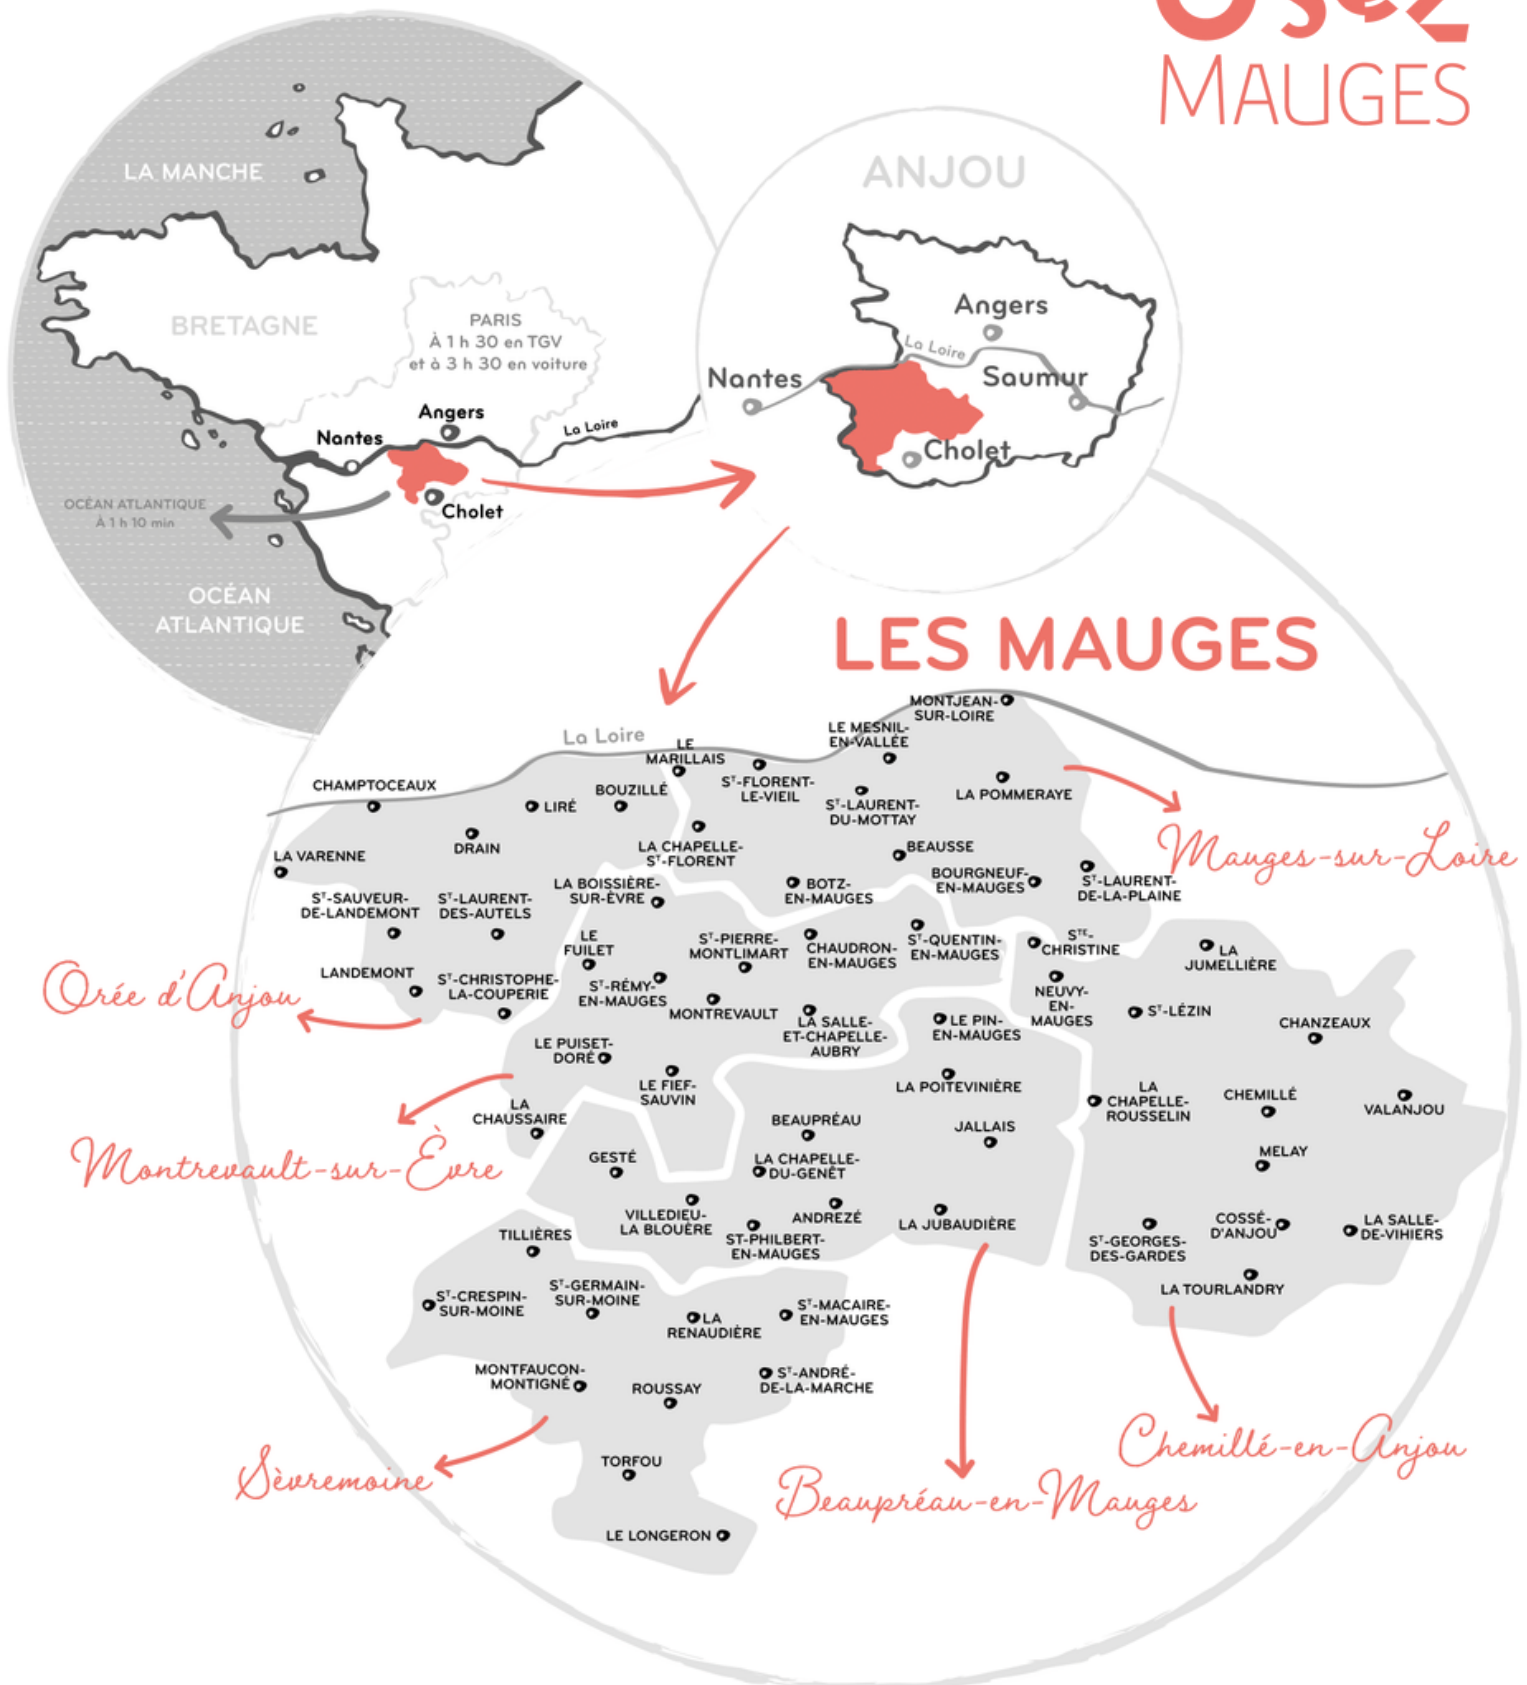 Osez
MAUGES
LA MANCHE
BRETAGNE
PARIS
À 1 h 30 en TGV
et à 3 h 30 en voiture
Angers
Nantes
La Loire
Cholet
OCÉAN ATLANTIQUE
À 1 h 10 min
OCÉAN
ATLANTIQUE
ANJOU
Angers
La Loire
Nantes
Saumur
Cholet
LES MAUGES
La Loire
MONTJEAN-
SUR-LOIRE
LE MESNIL-
EN-VALLÉE
LE
MARILLAIS
ST-FLORENT-
LE-VIEIL
CHAMPTOCEAUX
LIRÉ
BOUZILLÉ
ST-LAURENT-
DU-MOTTAY
LA POMMERAYE
Mauges-sur-Loire
DRAIN
LA CHAPELLE-
ST-FLORENT
BEAUSSE
LA VARENNE
BOURGNEUF-
EN-MAUGES
ST-LAURENT-
DE-LA-PLAINE
LA BOISSIÈRE-
SUR-ÈVRE
BOTZ-
EN-MAUGES
ST-SAUVEUR-
DE-LANDEMONT
ST-LAURENT-
DES-AUTELS
LE
FUILET
ST-PIERRE-
MONTLIMART
CHAUDRON-
EN-MAUGES
ST-QUENTIN-
EN-MAUGES
STE-
CHRISTINE
LA
JUMELLIÈRE
LANDEMONT
ST-CHRISTOPHE-
LA-COUPERIE
ST-RÉMY-
EN-MAUGES
MONTREVAULT
NEUVY-
EN-
MAUGES
ST-LÉZIN
Orée d'Anjou
LA SALLE-
ET-CHAPELLE-
AUBRY
LE PIN-
EN-MAUGES
CHANZEAUX
LE PUISET-
DORÉ
LE FIEF-
SAUVIN
LA POITEVINIÈRE
LA
CHAPELLE-
ROUSSELIN
CHEMILLÉ
VALANJOU
LA
CHAUSSAIRE
BEAUPRÉAU
JALLAIS
Montrevault-sur-Èvre
GESTÉ
LA CHAPELLE-
DU-GENÊT
MELAY
VILLEDIEU-
LA BLOUÈRE
ST-PHILBERT-
EN-MAUGES
ANDREZÉ
LA JUBAUDIÈRE
ST-GEORGES-
DES-GARDES
COSSÉ-
D'ANJOU
LA SALLE-
DE-VIHIERS
TILLIÈRES
LA TOURLANDRY
ST-CRESPIN-
SUR-MOINE
ST-GERMAIN-
SUR-MOINE
LA
RENAUDIÈRE
ST-MACAIRE-
EN-MAUGES
MONTFAUCON-
MONTIGNÉ
ROUSSAY
ST-ANDRÉ-
DE-LA-MARCHE
Chemillé-en-Anjou
Sèvremoine
TORFOU
Beaupréau-en-Mauges
LE LONGERON